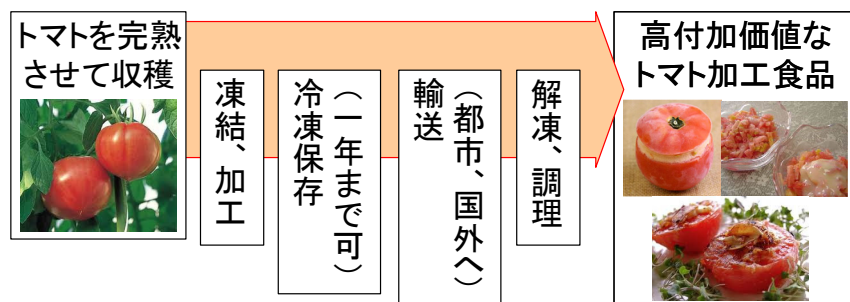 トマトを完熟
させて収穫
凍結、加工
冷凍保存
（一年まで可）
輸送
（都市、国外へ）
解凍、調理
高付加価値な
トマト加工食品